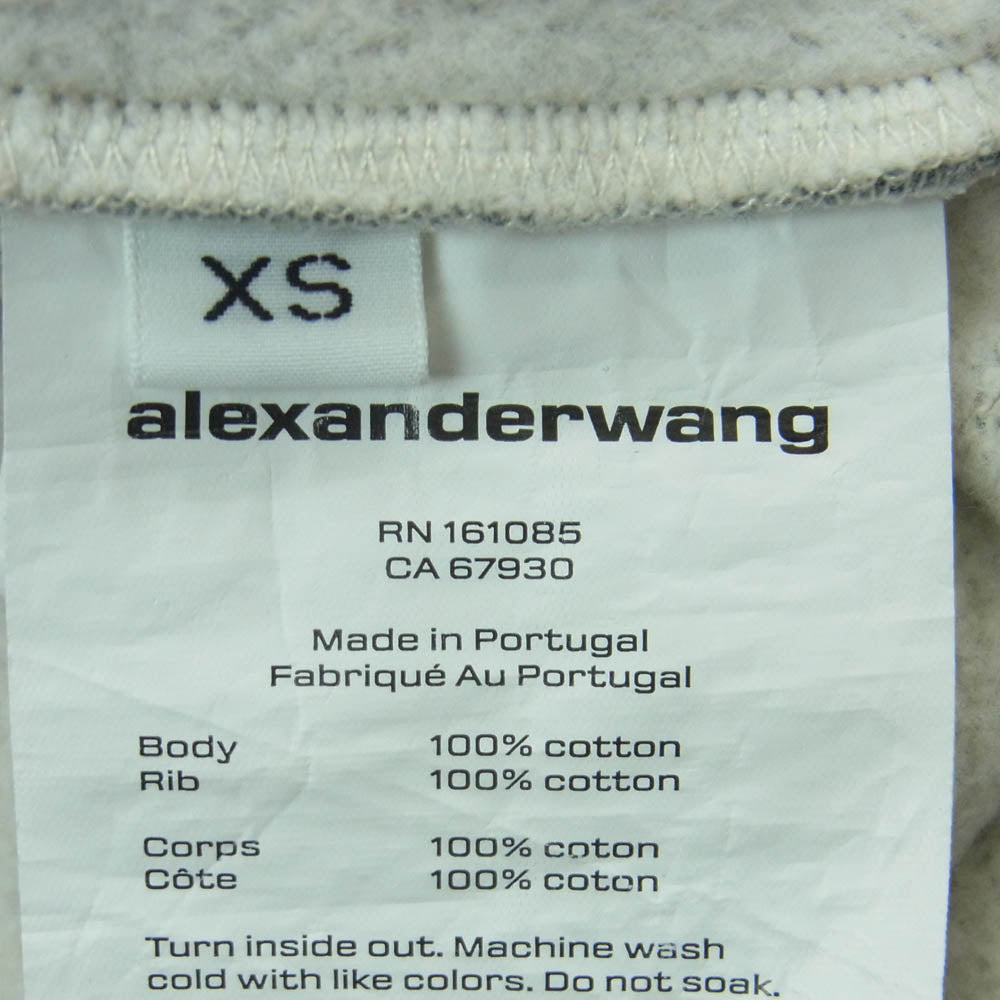 XS
alexanderwang
RN 161085
CA 67930
Made in Portugal
Fabriqué Au Portugal
Body 100% cotton
Rib 100% cotton
Corps 100% coton
Côte 100% coton
Turn inside out. Machine wash
cold with like colors. Do not soak.